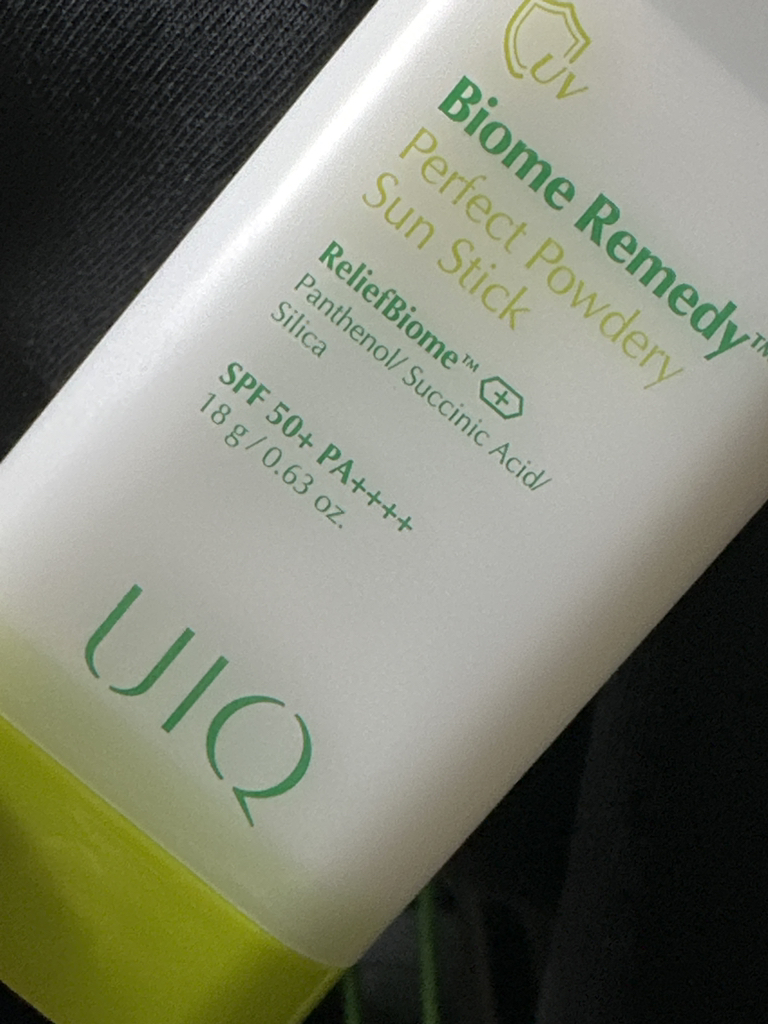 UV
Biome Remedy™
Perfect Powdery
Sun Stick
ReliefBiome™
Panthenol/ Succinic Acid/
Silica
SPF 50+ PA++++
18 g / 0.63 oz.
UIQ